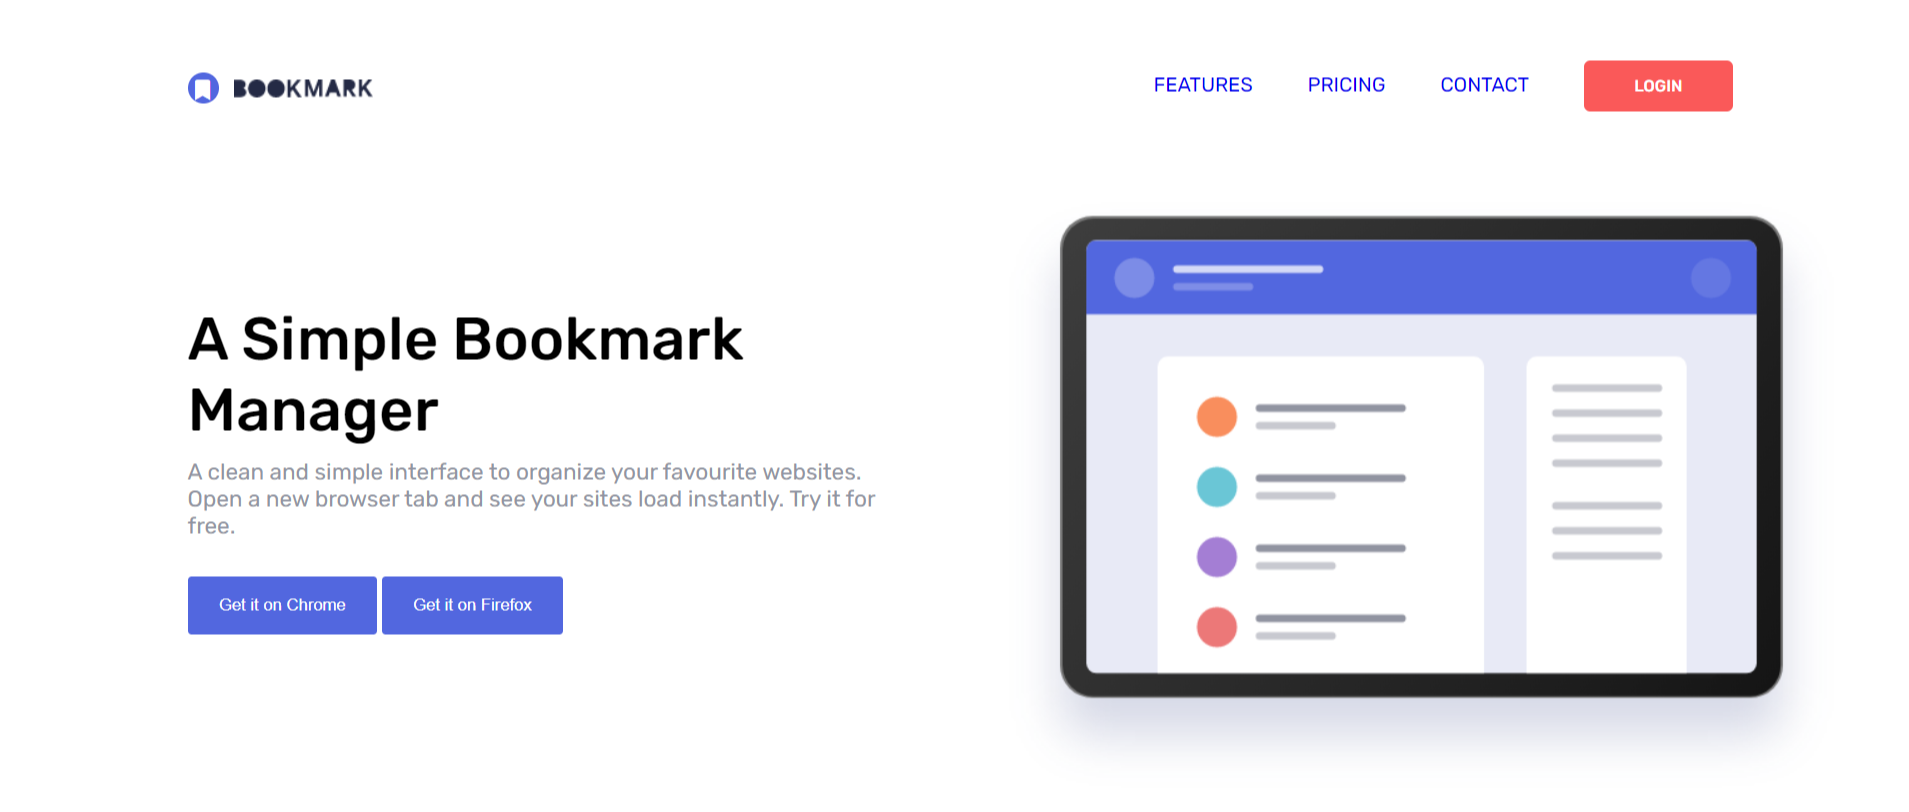 BOOKMARK
FEATURES PRICING CONTACT LOGIN
A Simple Bookmark
Manager
A clean and simple interface to organize your favourite websites.
Open a new browser tab and see your sites load instantly. Try it for
free.
Get it on Chrome Get it on Firefox